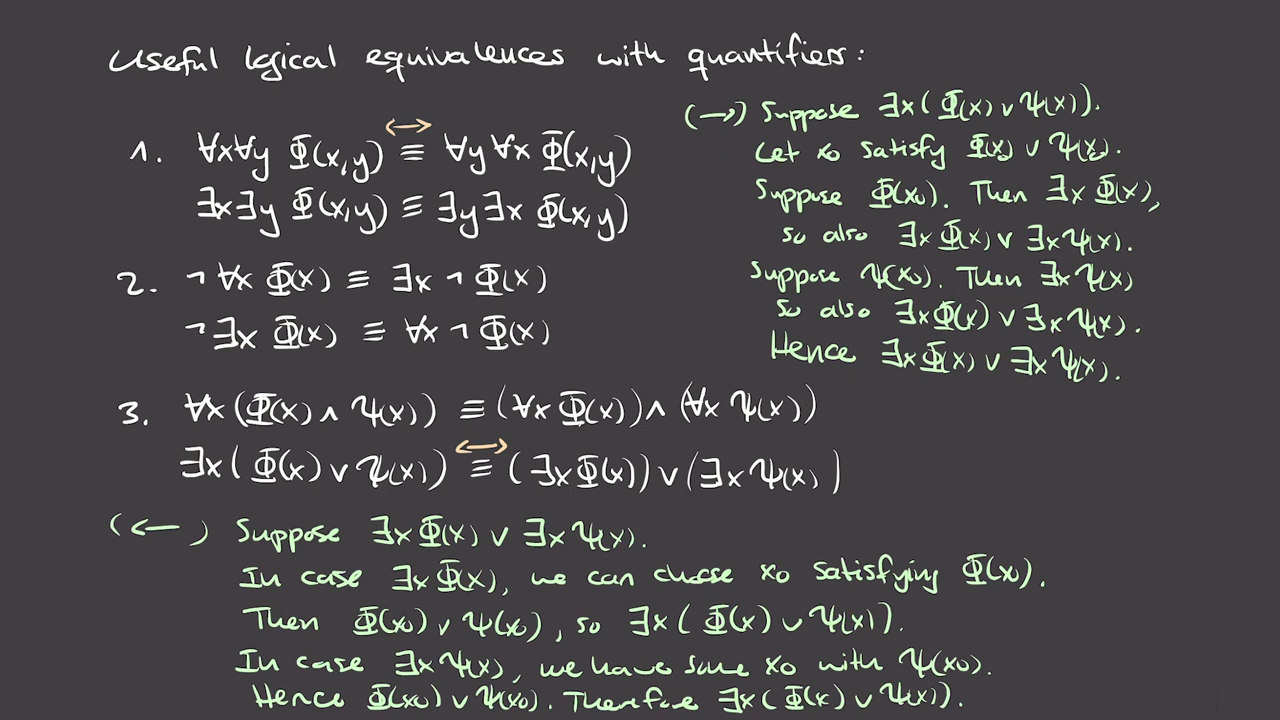 Useful logical equivalences with quantifiers:
1. ∀x∀y Φ(x,y) ≡ ∀y∀x Φ(x,y)
∃x∃y Φ(x,y) ≡ ∃y∃x Φ(x,y)
2. ¬∀x Φ(x) ≡ ∃x ¬Φ(x)
¬∃x Φ(x) ≡ ∀x ¬Φ(x)
3. ∀x (Φ(x) ∧ Ψ(x)) ≡ (∀x Φ(x)) ∧ (∀x Ψ(x))
∃x (Φ(x) ∨ Ψ(x)) ≡ (∃x Φ(x)) ∨ (∃x Ψ(x))
(→) Suppose ∃x (Φ(x) ∨ Ψ(x)).
Let x0 satisfy Φ(x0) ∨ Ψ(x0).
Suppose Φ(x0). Then ∃x Φ(x),
so also ∃x Φ(x) ∨ ∃x Ψ(x).
Suppose Ψ(x0). Then ∃x Ψ(x)
So also ∃x Φ(x) ∨ ∃x Ψ(x).
Hence ∃x Φ(x) ∨ ∃x Ψ(x).
(←) Suppose ∃x Φ(x) ∨ ∃x Ψ(x).
In case ∃x Φ(x), we can choose x0 satisfying Φ(x0).
Then Φ(x0) ∨ Ψ(x0), so ∃x (Φ(x) ∨ Ψ(x)).
In case ∃x Ψ(x), we have some x0 with Ψ(x0).
Hence Φ(x0) ∨ Ψ(x0). Therefore ∃x (Φ(x) ∨ Ψ(x)).